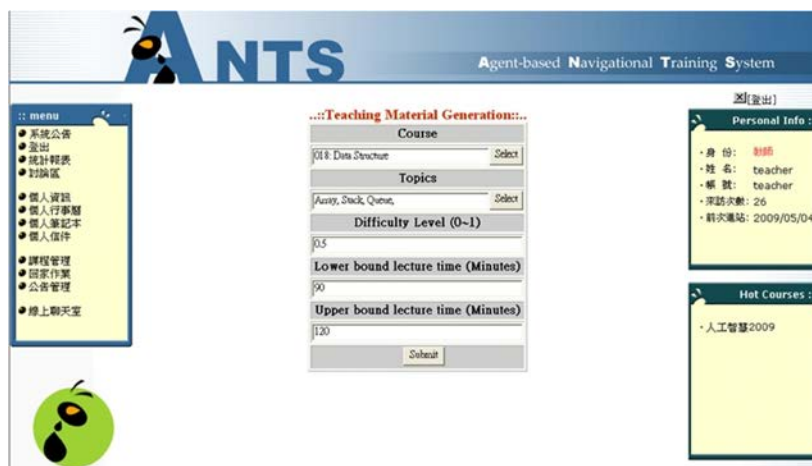 ANTS
Agent-based Navigational Training System
[登出]
:: menu
系統公告
登出
統計報表
討論區
個人資訊
個人行事曆
個人筆記本
個人信件
課程管理
回家作業
公告管理
線上聊天室
..::Teaching Material Generation::..
Course
018: Data Structure
Select
Topics
Array, Stack, Queue,
Select
Difficulty Level (0~1)
0.5
Lower bound lecture time (Minutes)
90
Upper bound lecture time (Minutes)
120
Submit
Personal Info :
・身 份: 教師
・姓 名: teacher
・帳 號: teacher
・來訪次數: 26
・前次進站: 2009/05/04
Hot Courses :
・人工智慧2009